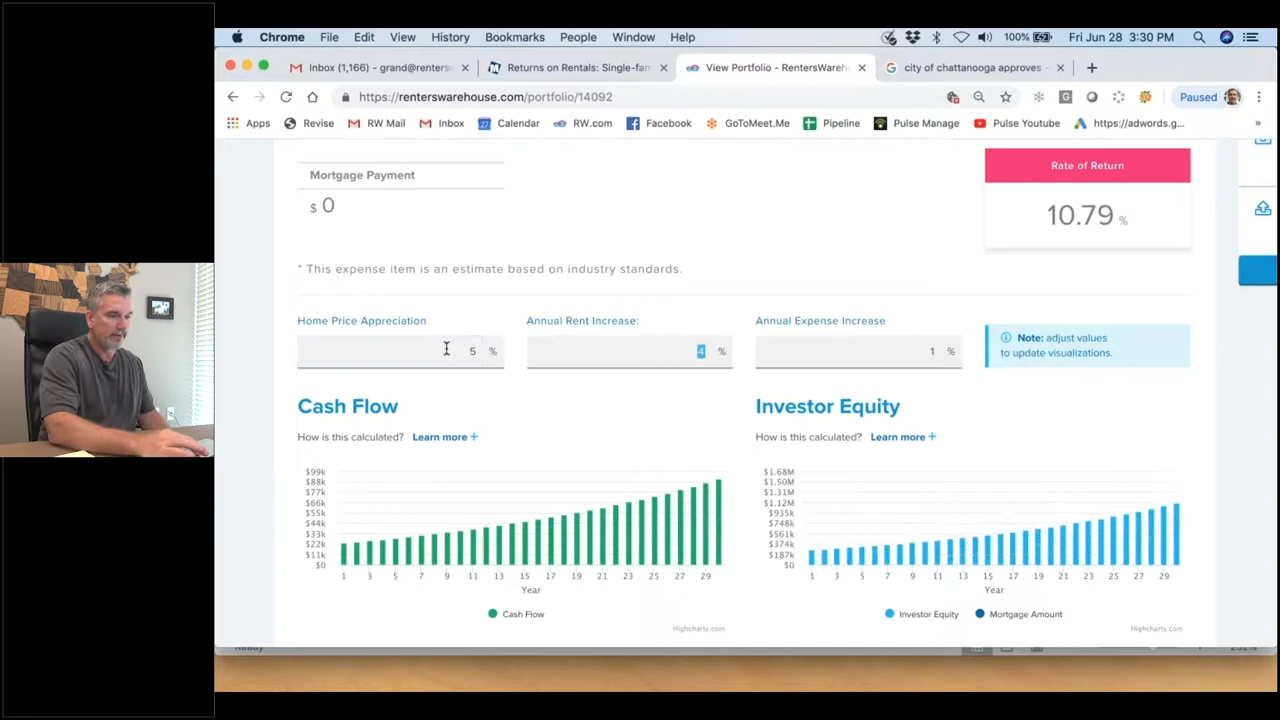 Chrome File Edit View History Bookmarks People Window Help 100% Fri Jun 28 3:30 PM
Inbox (1,166) - grand@renters Returns on Rentals: Single-fam View Portfolio - RentersWareho city of chattanooga approves -
https://renterswarehouse.com/portfolio/14092 Paused
Apps Revise RW Mail Inbox Calendar RW.com Facebook GoToMeet.Me Pipeline Pulse Manage Pulse Youtube https://adwords.g... »
Mortgage Payment
$ 0
Rate of Return
10.79 %
* This expense item is an estimate based on industry standards.
Home Price Appreciation
5 %
Annual Rent Increase:
4 %
Annual Expense Increase
1 %
Note: adjust values
to update visualizations.
Cash Flow
How is this calculated? Learn more +
$99k
$88k
$77k
$66k
$55k
$44k
$33k
$22k
$11k
$0
1 3 5 7 9 11 13 15 17 19 21 23 25 27 29
Year
Cash Flow
Highcharts.com
Investor Equity
How is this calculated? Learn more +
$1.68M
$1.50M
$1.31M
$1.12M
$935k
$748k
$561k
$374k
$187k
$0
1 3 5 7 9 11 13 15 17 19 21 23 25 27 29
Year
Investor Equity Mortgage Amount
Highcharts.com